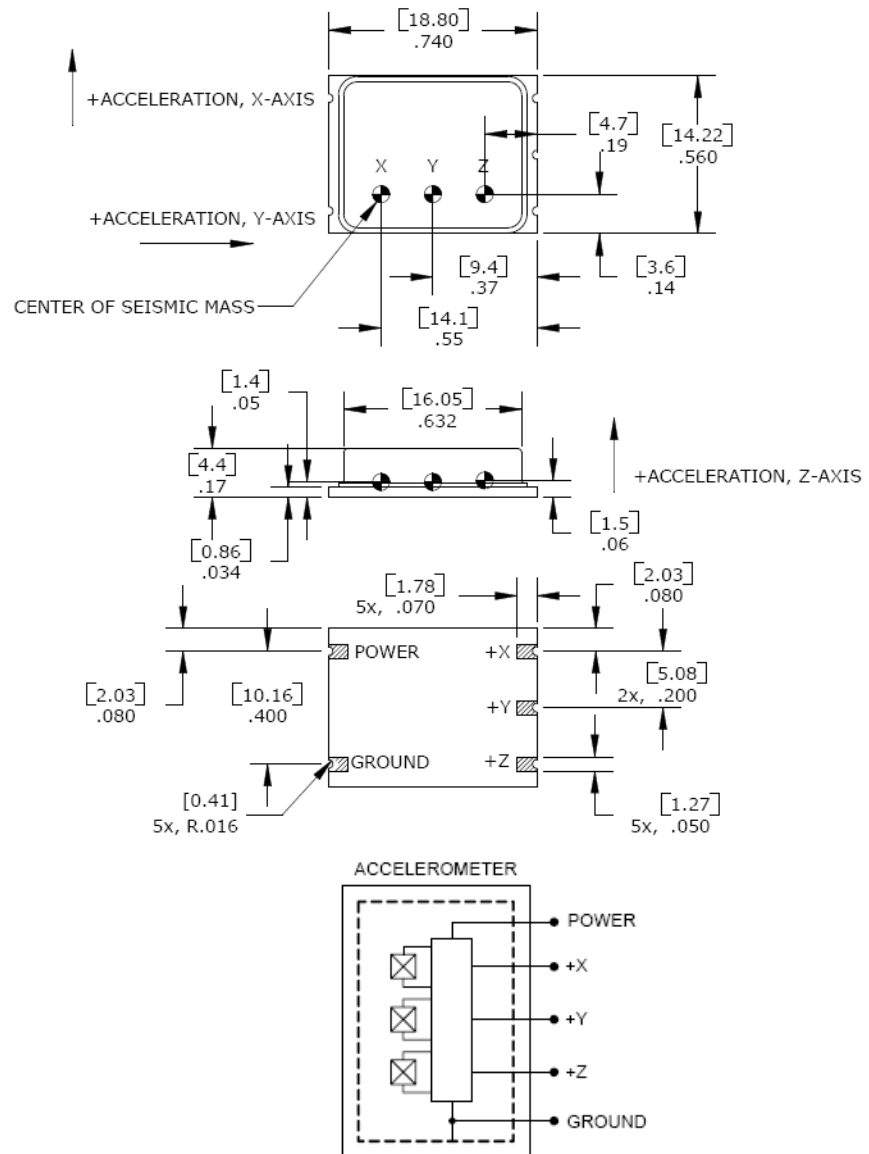 [18.80]
.740
+ACCELERATION, X-AXIS
[4.7]
.19
[14.22]
.560
X Y Z
+ACCELERATION, Y-AXIS
[9.4]
.37
[3.6]
.14
CENTER OF SEISMIC MASS
[14.1]
.55
[1.4]
.05
[16.05]
.632
[4.4]
.17
+ACCELERATION, Z-AXIS
[1.5]
.06
[0.86]
.034
[1.78]
5x, .070
[2.03]
.080
POWER
+X
[5.08]
2x, .200
[2.03]
.080
[10.16]
.400
+Y
GROUND
+Z
[0.41]
5x, R.016
[1.27]
5x, .050
ACCELEROMETER
POWER
+X
+Y
+Z
GROUND